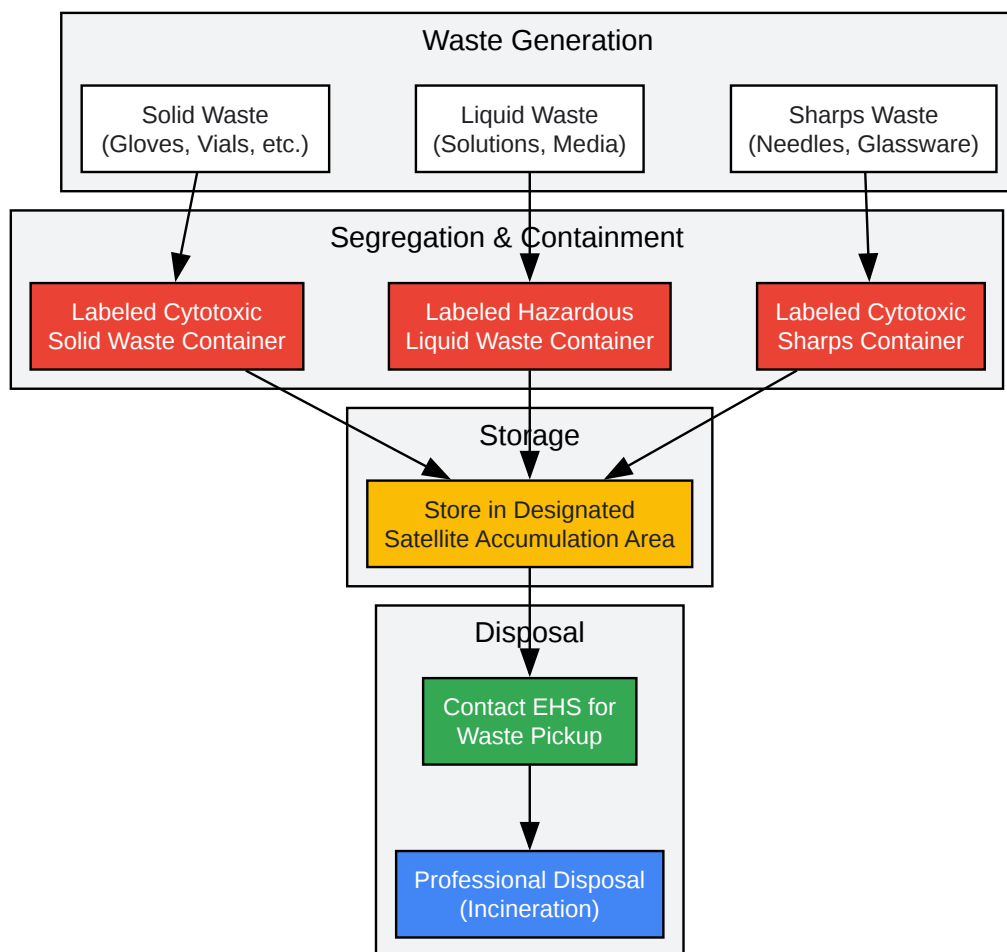 Waste Generation
Solid Waste
(Gloves, Vials, etc.)
Liquid Waste
(Solutions, Media)
Sharps Waste
(Needles, Glassware)
Segregation & Containment
Labeled Cytotoxic
Solid Waste Container
Labeled Hazardous
Liquid Waste Container
Labeled Cytotoxic
Sharps Container
Storage
Store in Designated
Satellite Accumulation Area
Disposal
Contact EHS for
Waste Pickup
Professional Disposal
(Incineration)